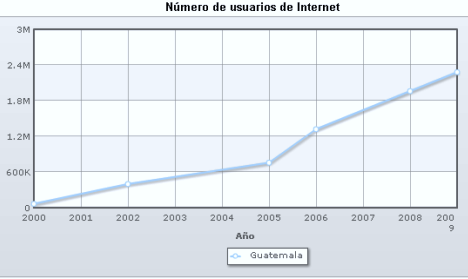 Número de usuarios de Internet
3M
2.4M
1.8M
1.2M
600K
0
2000 2001 2002 2003 2004 2005 2006 2007 2008 200
9
Año
Guatemala